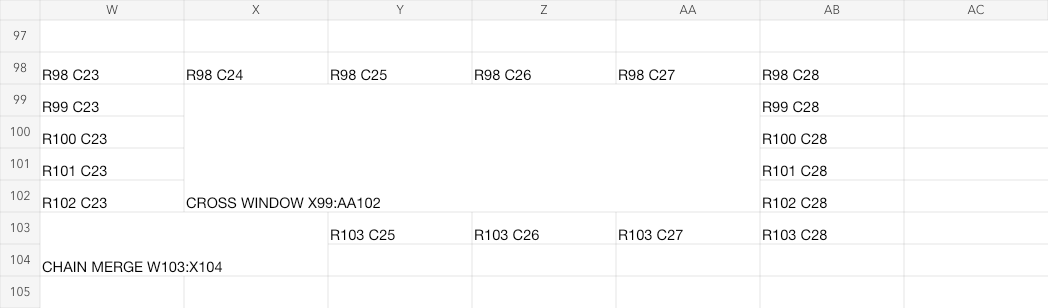 W X Y Z AA AB AC
97
98 R98 C23 R98 C24 R98 C25 R98 C26 R98 C27 R98 C28
99 R99 C23 R99 C28
100 R100 C23 R100 C28
101 R101 C23 R101 C28
102 R102 C23 CROSS WINDOW X99:AA102 R102 C28
103 R103 C25 R103 C26 R103 C27 R103 C28
104 CHAIN MERGE W103:X104
105